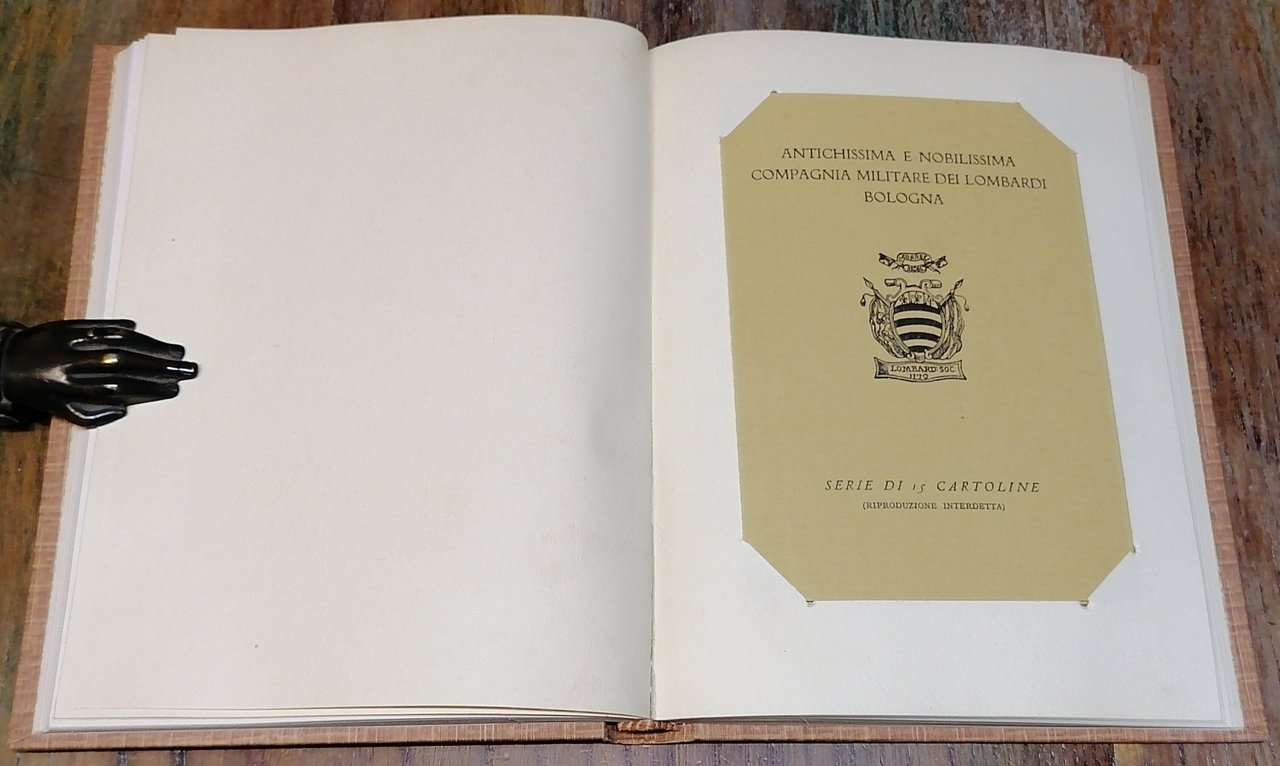 ANTICHISSIMA E NOBILISSIMA
COMPAGNIA MILITARE DEI LOMBARDI
BOLOGNA
LOMBARD SOC
1170
SERIE DI 15 CARTOLINE
(RIPRODUZIONE INTERDETTA)